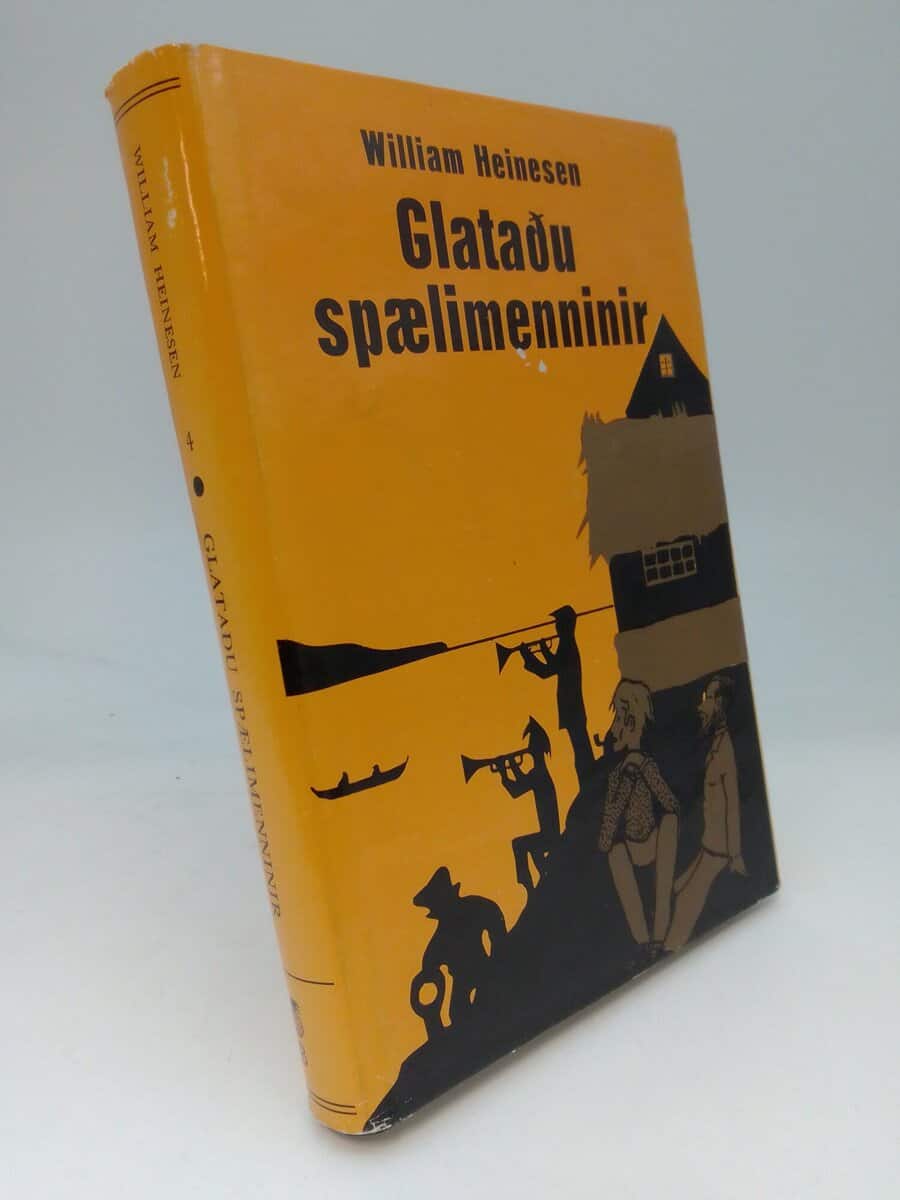 William Heinesen
Glataðu
spælimenninir
WILLIAM HEINESEN 4 • GLATAÐU SPÆLIMENNINIR